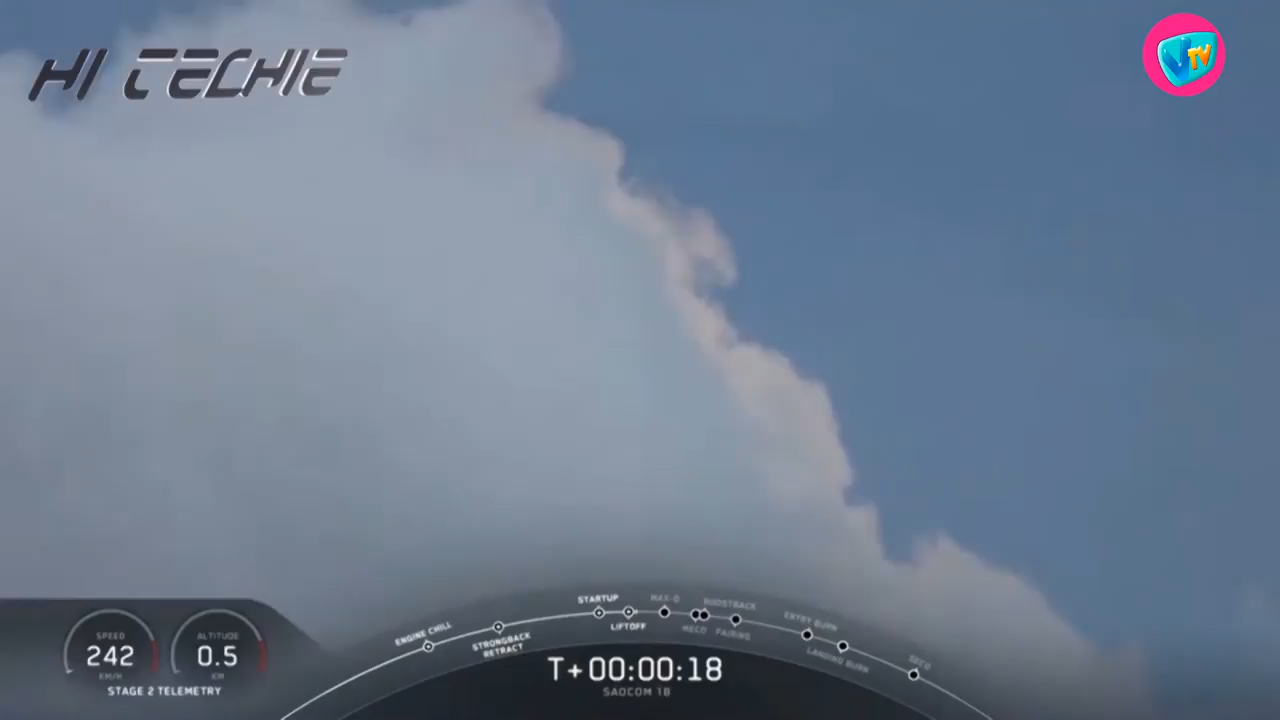 HI TECHIE
V TV
ENGINE CHILL
STRONGBACK
RETRACT
STARTUP
LIFTOFF
MAX-Q
MECO
BOOSTBACK
FAIRING
ENTRY BURN
LANDING BURN
SECO
SPEED
242
KM/H
ALTITUDE
0.5
KM
STAGE 2 TELEMETRY
T+00:00:18
SAOCOM 1B